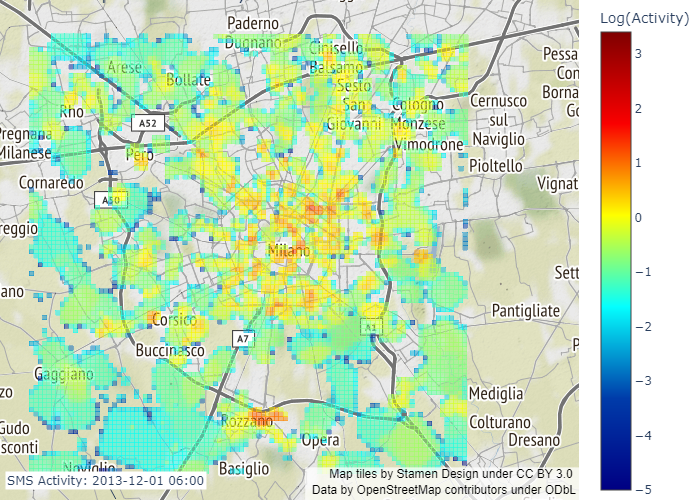 Log(Activity)
Paderno
Dugnano
Cinisello
Balsamo
Arese
Bollate
Sesto
San
Giovanni
Cologno
Monzese
Rho
A52
Cernusco
sul
Naviglio
Pessa
Borna
Pregnana
Milanese
Pero
Vimodrone
Pioltello
Cornaredo
A50
Vignat
reggio
Milano
Sett
ano
Pantigliate
Corsico
A1
A7
Buccinasco
Gaggiano
Mediglia
zo
Rozzano
Colturano
Gudo
sconti
Opera
Dresano
Noviglio
Basiglio
SMS Activity: 2013-12-01 06:00
Map tiles by Stamen Design under CC BY 3.0
Data by OpenStreetMap contributors under ODbL
3
2
1
0
−1
−2
−3
−4
−5